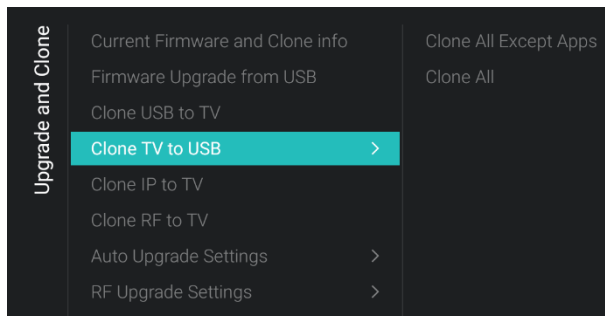 Upgrade and Clone
Current Firmware and Clone info
Firmware Upgrade from USB
Clone USB to TV
Clone TV to USB
Clone IP to TV
Clone RF to TV
Auto Upgrade Settings
RF Upgrade Settings
Clone All Except Apps
Clone All